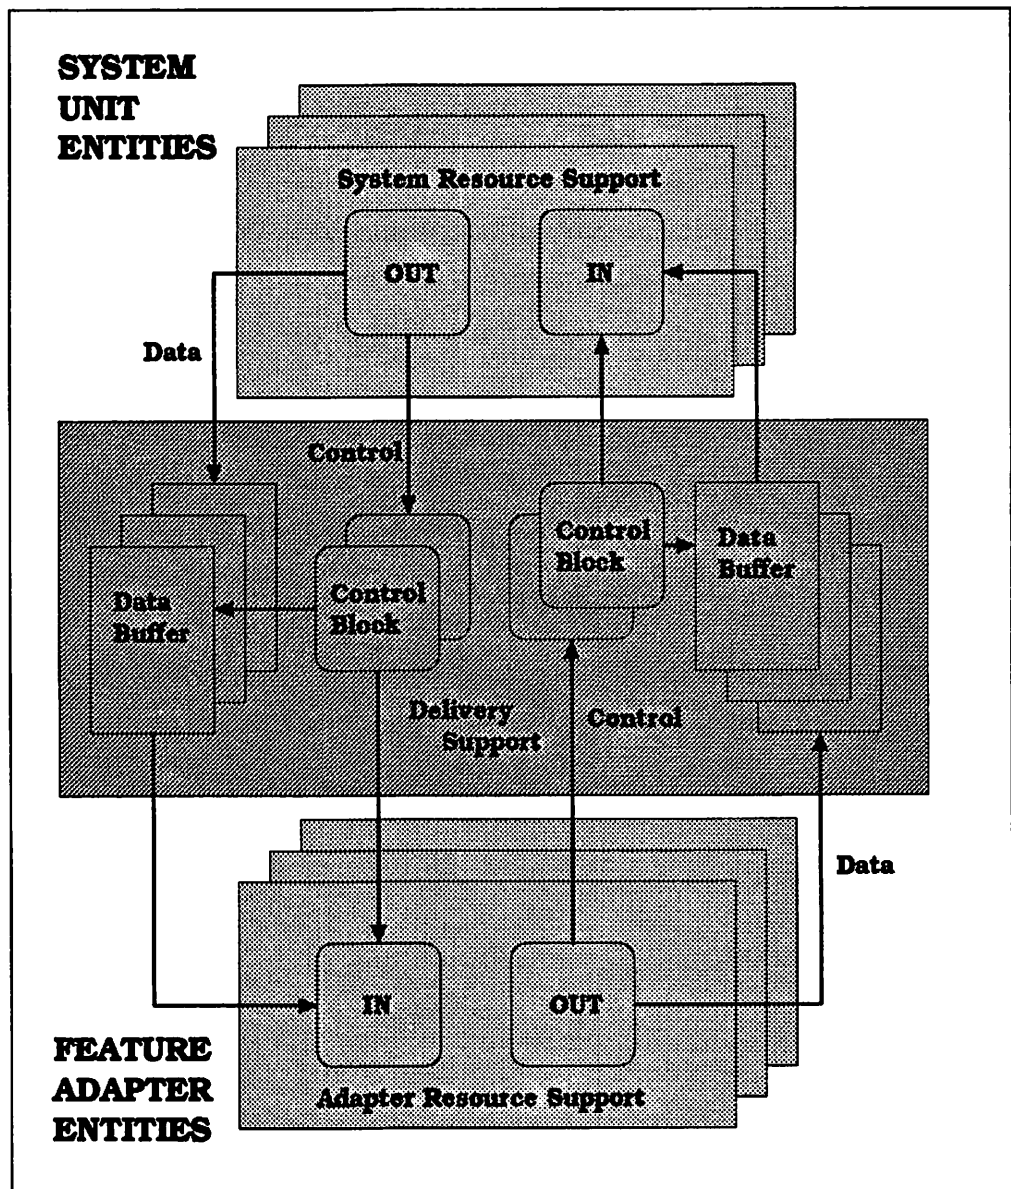 SYSTEM
UNIT
ENTITIES
System Resource Support
OUT
IN
Data
Control
Control
Block
Data
Buffer
Data
Buffer
Control
Block
Delivery
Support
Control
Data
IN
OUT
FEATURE
ADAPTER
ENTITIES
Adapter Resource Support